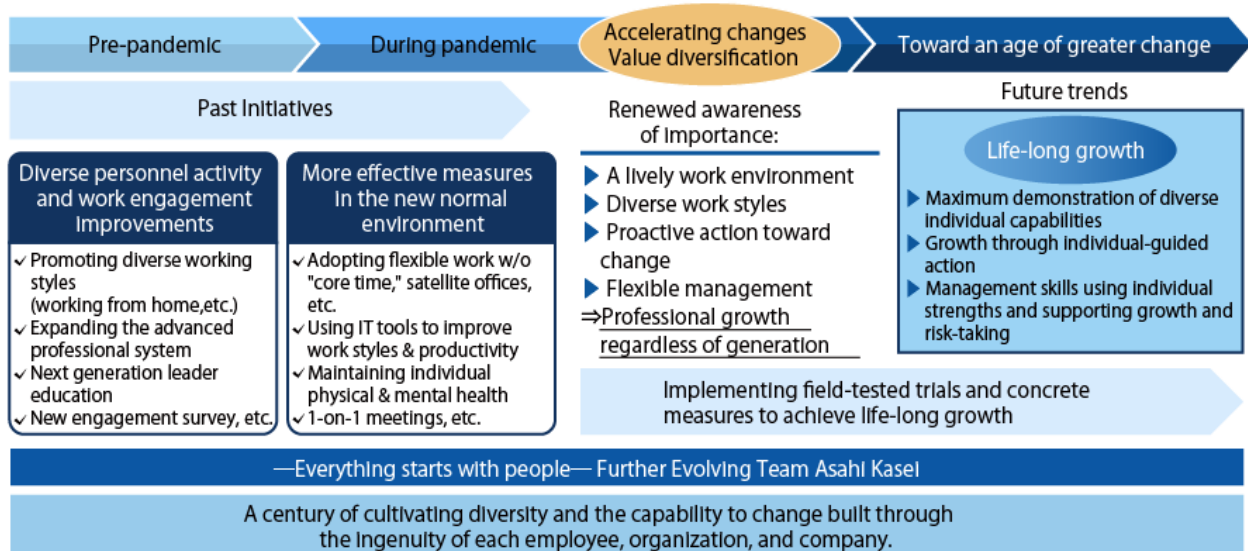 Pre-pandemic
During pandemic
Accelerating changes
Value diversification
Toward an age of greater change
Past Initiatives
Diverse personnel activity
and work engagement
Improvements
✓ Promoting diverse working
styles
(working from home,etc.)
✓ Expanding the advanced
professional system
✓ Next generation leader
education
✓ New engagement survey, etc.
More effective measures
In the new normal
environment
✓ Adopting flexible work w/o
"core time," satellite offices,
etc.
✓ Using IT tools to improve
work styles & productivity
✓ Maintaining individual
physical & mental health
✓ 1-on-1 meetings, etc.
Renewed awareness
of Importance:
▶ A lively work environment
▶ Diverse work styles
▶ Proactive action toward
change
▶ Flexible management
⇒Professional growth
regardless of generation
Future trends
Life-long growth
▶ Maximum demonstration of diverse
individual capabilities
▶ Growth through individual-guided
action
▶ Management skills using individual
strengths and supporting growth and
risk-taking
Implementing field-tested trials and concrete
measures to achieve life-long growth
—Everything starts with people— Further Evolving Team Asahi Kasei
A century of cultivating diversity and the capability to change built through
the ingenuity of each employee, organization, and company.